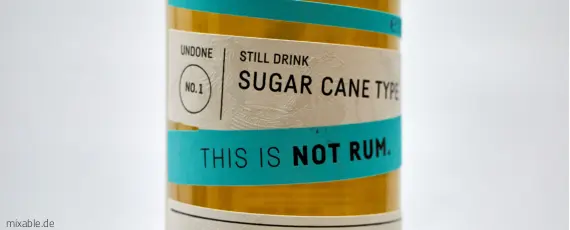 UNDONE
NO. 1
STILL DRINK
SUGAR CANE TYPE
THIS IS NOT RUM.
mixable.de